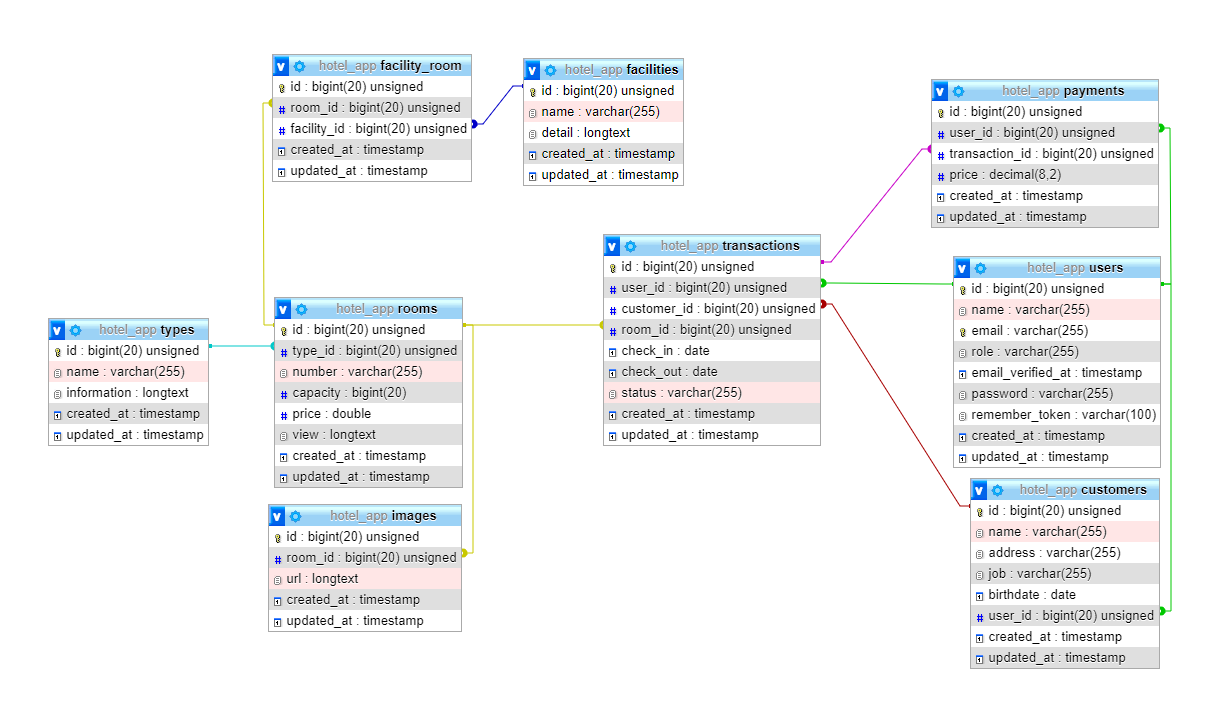 hotel_app facility_room
id : bigint(20) unsigned
room_id : bigint(20) unsigned
facility_id : bigint(20) unsigned
created_at : timestamp
updated_at : timestamp
hotel_app facilities
id : bigint(20) unsigned
name : varchar(255)
detail : longtext
created_at : timestamp
updated_at : timestamp
hotel_app payments
id : bigint(20) unsigned
user_id : bigint(20) unsigned
transaction_id : bigint(20) unsigned
price : decimal(8,2)
created_at : timestamp
updated_at : timestamp
hotel_app transactions
id : bigint(20) unsigned
user_id : bigint(20) unsigned
customer_id : bigint(20) unsigned
room_id : bigint(20) unsigned
check_in : date
check_out : date
status : varchar(255)
created_at : timestamp
updated_at : timestamp
hotel_app users
id : bigint(20) unsigned
name : varchar(255)
email : varchar(255)
role : varchar(255)
email_verified_at : timestamp
password : varchar(255)
remember_token : varchar(100)
created_at : timestamp
updated_at : timestamp
hotel_app types
id : bigint(20) unsigned
name : varchar(255)
information : longtext
created_at : timestamp
updated_at : timestamp
hotel_app rooms
id : bigint(20) unsigned
type_id : bigint(20) unsigned
number : varchar(255)
capacity : bigint(20)
price : double
view : longtext
created_at : timestamp
updated_at : timestamp
hotel_app images
id : bigint(20) unsigned
room_id : bigint(20) unsigned
url : longtext
created_at : timestamp
updated_at : timestamp
hotel_app customers
id : bigint(20) unsigned
name : varchar(255)
address : varchar(255)
job : varchar(255)
birthdate : date
user_id : bigint(20) unsigned
created_at : timestamp
updated_at : timestamp